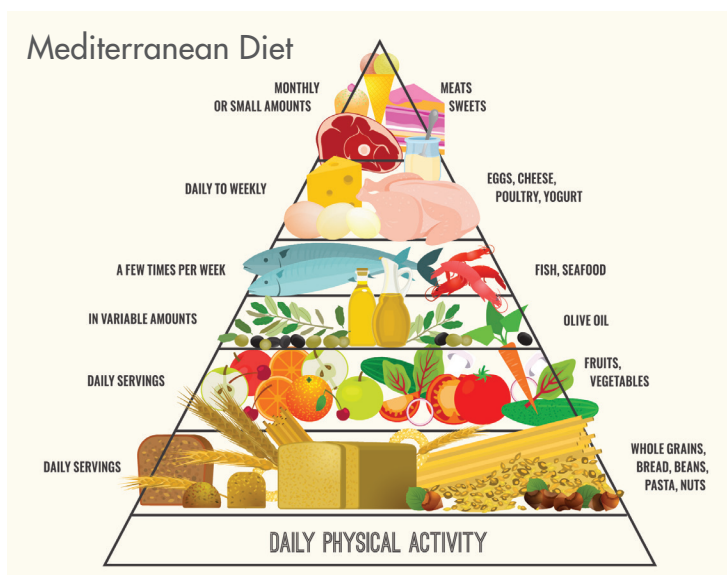 Mediterranean Diet
MONTHLY
OR SMALL AMOUNTS
MEATS
SWEETS
DAILY TO WEEKLY
EGGS, CHEESE,
POULTRY, YOGURT
A FEW TIMES PER WEEK
FISH, SEAFOOD
IN VARIABLE AMOUNTS
OLIVE OIL
DAILY SERVINGS
FRUITS,
VEGETABLES
DAILY SERVINGS
WHOLE GRAINS,
BREAD, BEANS,
PASTA, NUTS
DAILY PHYSICAL ACTIVITY